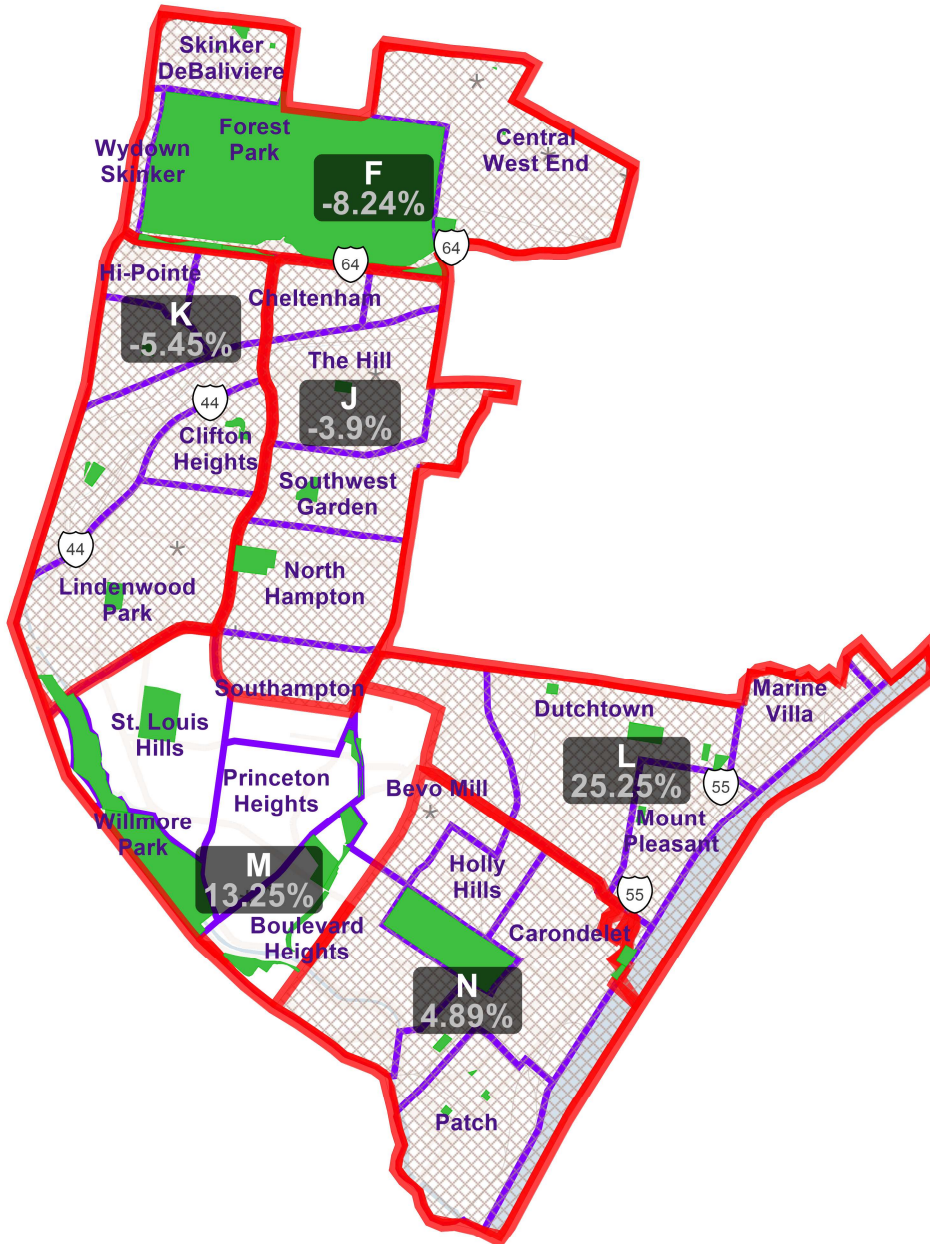 Skinker
DeBaliviere
Forest
Park
Central
West End
Wydown
Skinker
F
-8.24%
64
64
Hi-Pointe
Cheltenham
K
-5.45%
The Hill
J
-3.9%
44
Clifton
Heights
Southwest
Garden
44
North
Hampton
Lindenwood
Park
Southampton
Marine
Villa
Dutchtown
St. Louis
Hills
L
25.25%
55
Princeton
Heights
Bevo Mill
Mount
Pleasant
Willmore
Park
M
13.25%
Holly
Hills
55
Boulevard
Heights
Carondelet
N
4.89%
Patch